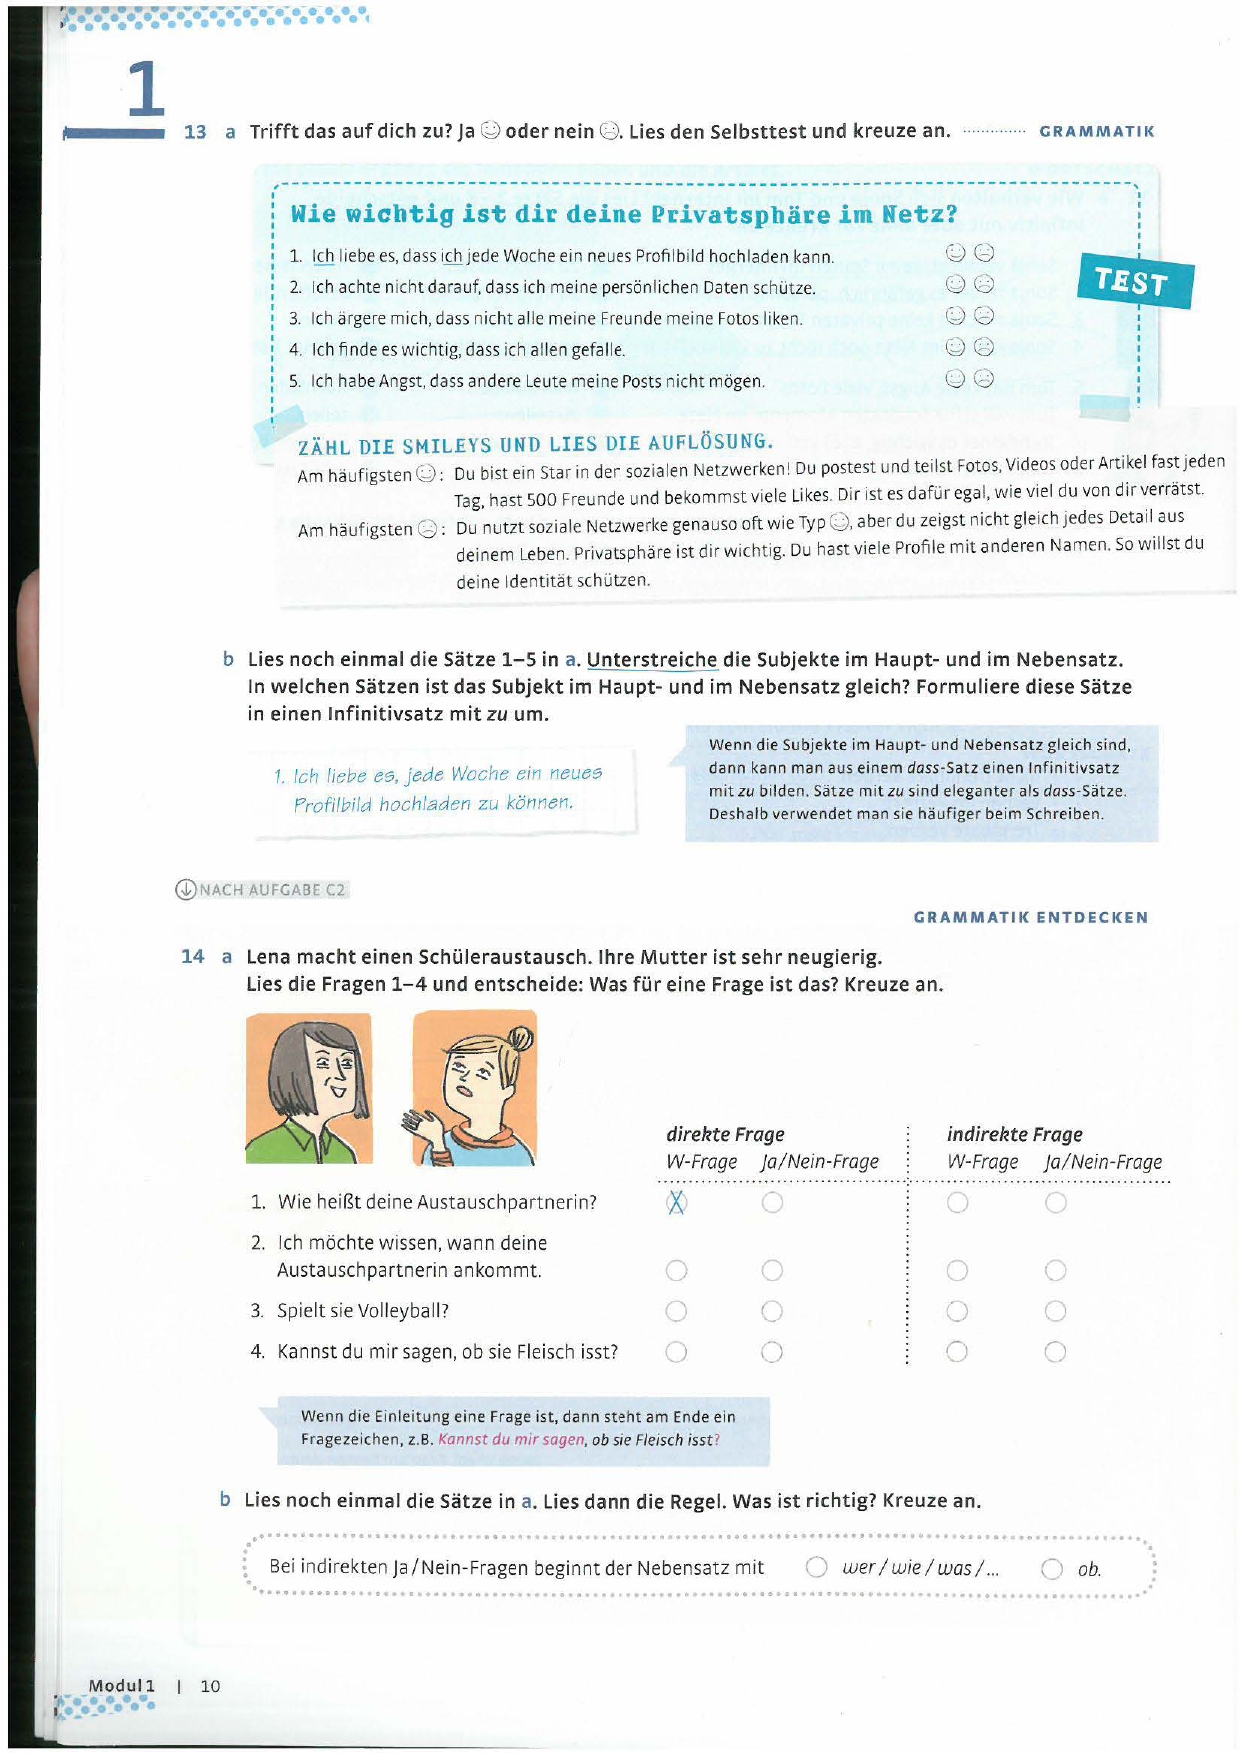 1
13 a Trifft das auf dich zu? Ja ☺ oder nein ☹. Lies den Selbsttest und kreuze an. GRAMMATIK
Wie wichtig ist dir deine Privatsphäre im Netz?
1. Ich liebe es, dass ich jede Woche ein neues Profilbild hochladen kann. ☺ ☹
2. Ich achte nicht darauf, dass ich meine persönlichen Daten schütze. ☺ ☹
TEST
3. Ich ärgere mich, dass nicht alle meine Freunde meine Fotos liken. ☺ ☹
4. Ich finde es wichtig, dass ich allen gefalle. ☺ ☹
5. Ich habe Angst, dass andere Leute meine Posts nicht mögen. ☺ ☹
ZÄHL DIE SMILEYS UND LIES DIE AUFLÖSUNG.
Am häufigsten ☺: Du bist ein Star in der sozialen Netzwerken! Du postest und teilst Fotos, Videos oder Artikel fast jeden
Tag, hast 500 Freunde und bekommst viele Likes. Dir ist es dafür egal, wie viel du von dir verrätst.
Am häufigsten ☹: Du nutzt soziale Netzwerke genauso oft wie Typ ☺, aber du zeigst nicht gleich jedes Detail aus
deinem Leben. Privatsphäre ist dir wichtig. Du hast viele Profile mit anderen Namen. So willst du
deine Identität schützen.
b Lies noch einmal die Sätze 1–5 in a. Unterstreiche die Subjekte im Haupt- und im Nebensatz.
In welchen Sätzen ist das Subjekt im Haupt- und im Nebensatz gleich? Formuliere diese Sätze
in einen Infinitivsatz mit zu um.
1. Ich liebe es, jede Woche ein neues
Profilbild hochladen zu können.
Wenn die Subjekte im Haupt- und Nebensatz gleich sind,
dann kann man aus einem dass-Satz einen Infinitivsatz
mit zu bilden. Sätze mit zu sind eleganter als dass-Sätze.
Deshalb verwendet man sie häufiger beim Schreiben.
NACH AUFGABE C2
GRAMMATIK ENTDECKEN
14 a Lena macht einen Schüleraustausch. Ihre Mutter ist sehr neugierig.
Lies die Fragen 1–4 und entscheide: Was für eine Frage ist das? Kreuze an.
direkte Frage indirekte Frage
W-Frage Ja/Nein-Frage W-Frage Ja/Nein-Frage
1. Wie heißt deine Austauschpartnerin? X
2. Ich möchte wissen, wann deine
Austauschpartnerin ankommt.
3. Spielt sie Volleyball?
4. Kannst du mir sagen, ob sie Fleisch isst?
Wenn die Einleitung eine Frage ist, dann steht am Ende ein
Fragezeichen, z.B. Kannst du mir sagen, ob sie Fleisch isst?
b Lies noch einmal die Sätze in a. Lies dann die Regel. Was ist richtig? Kreuze an.
Bei indirekten Ja/Nein-Fragen beginnt der Nebensatz mit wer / wie / was / ... ob.
Modul 1 | 10